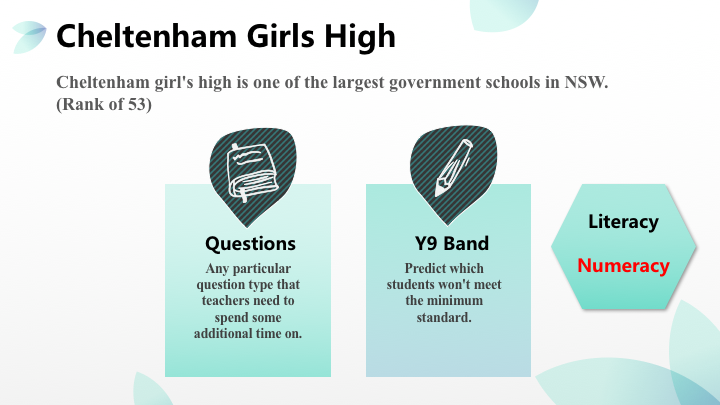 Cheltenham Girls High
Cheltenham girl's high is one of the largest government schools in NSW.
(Rank of 53)
Questions
Any particular
question type that
teachers need to
spend some
additional time on.
Y9 Band
Predict which
students won't meet
the minimum
standard.
Literacy
Numeracy